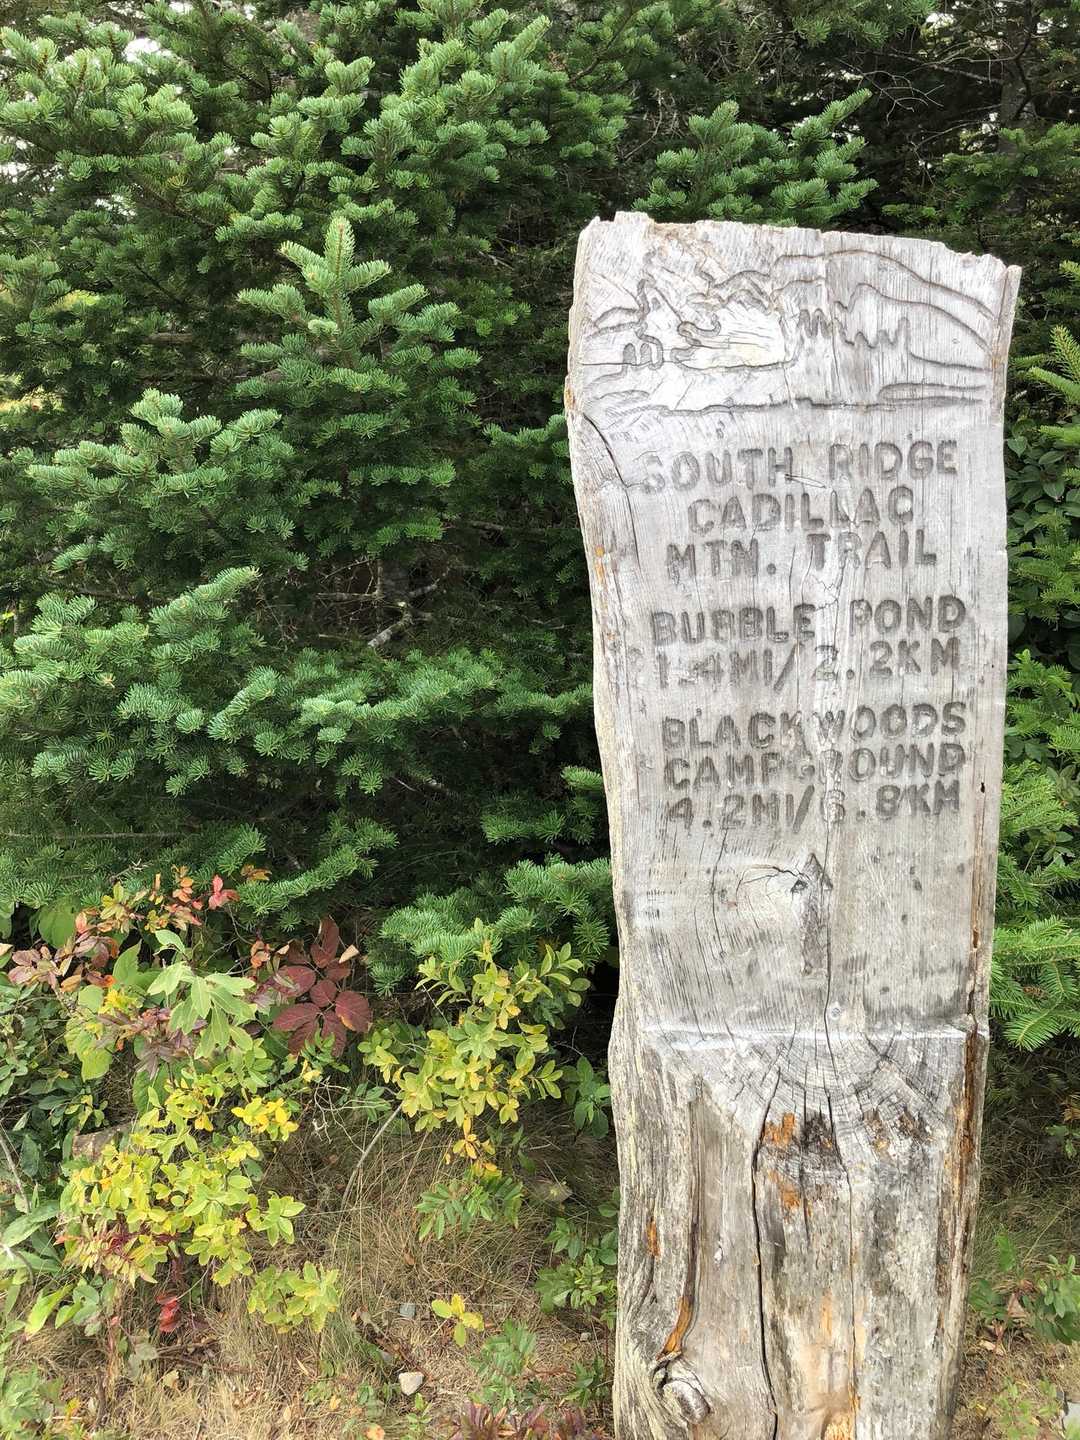 SOUTH RIDGE
CADILLAC
MTN. TRAIL
BUBBLE POND
1.4MI/2.2KM
BLACKWOODS
CAMPGROUND
4.2MI/6.8KM